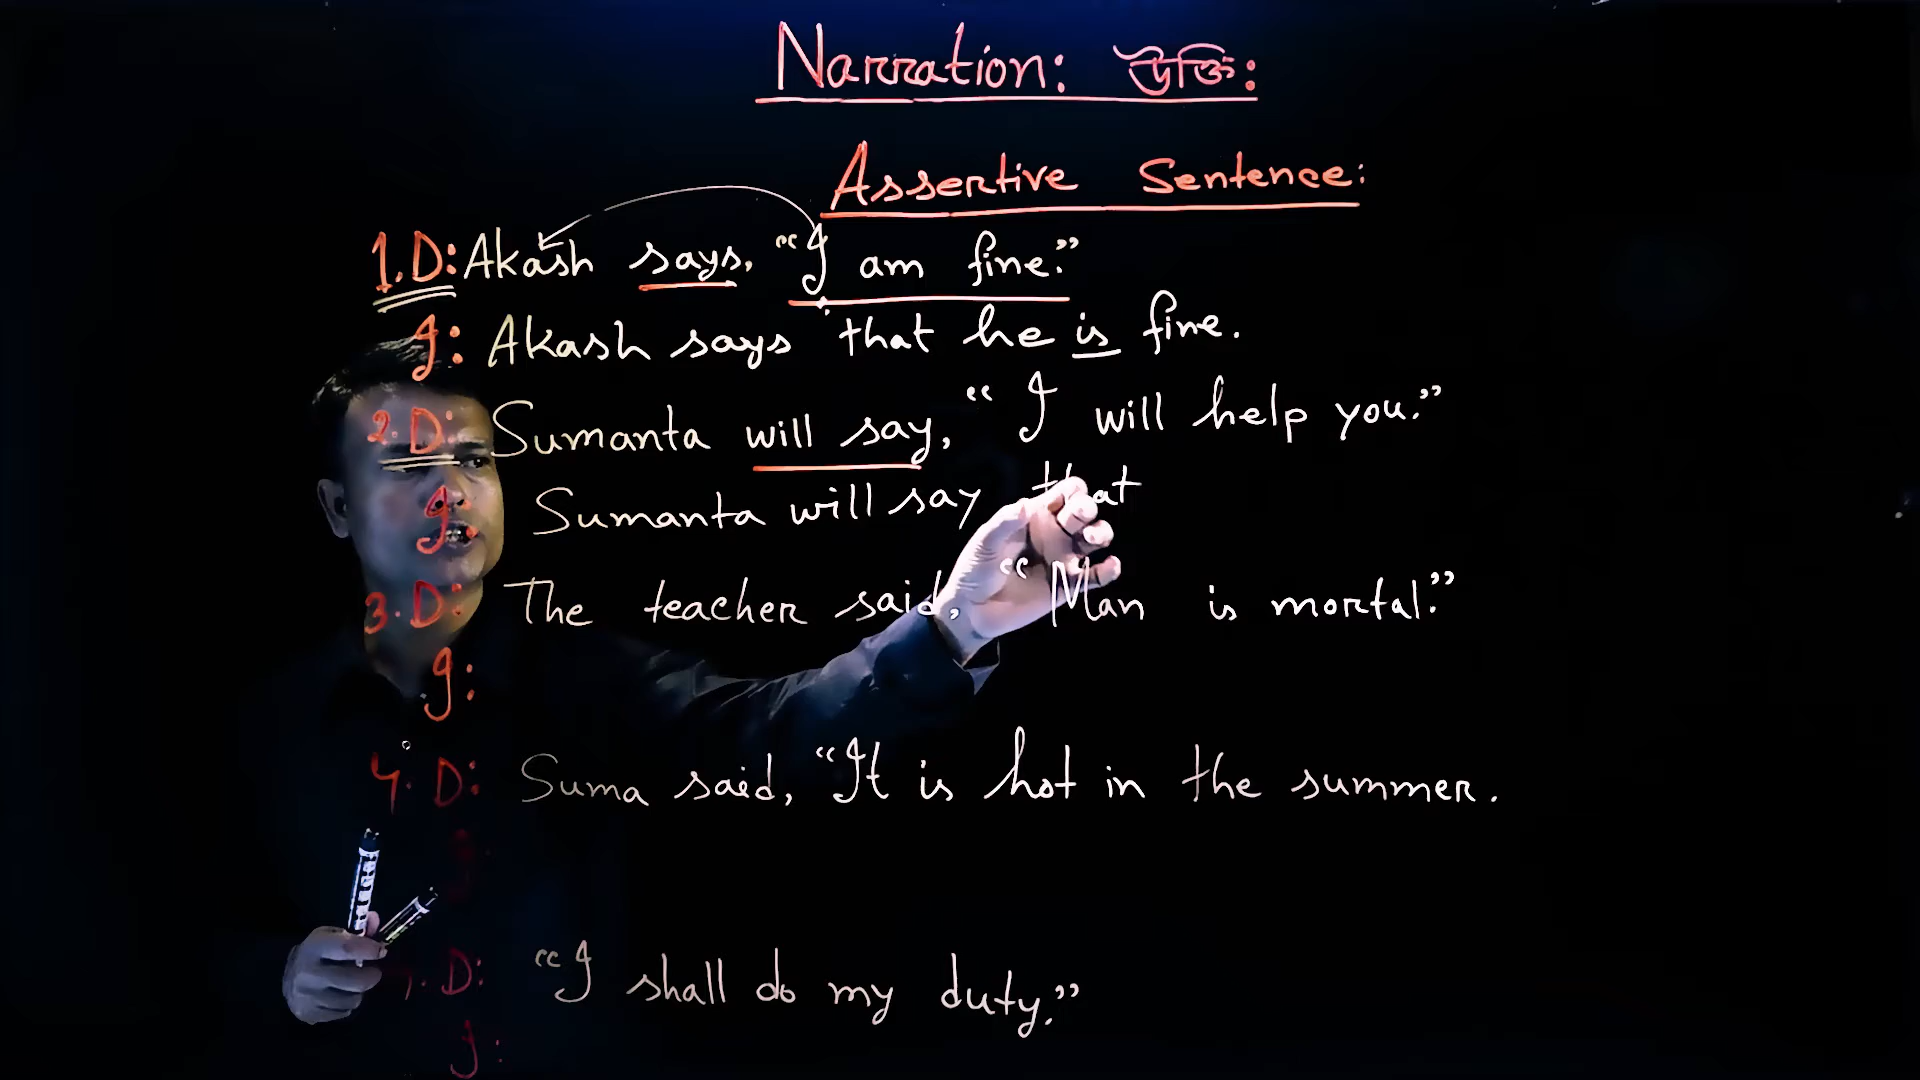 Narration: উক্তি:
Assertive Sentence:
1.D: Akash says, "I am fine."
I: Akash says that he is fine.
2.D: Sumanta will say, "I will help you."
I: Sumanta will say that
3.D: The teacher said, "Man is mortal."
I:
4.D: Suma said, "It is hot in the summer.
D: "I shall do my duty."
I: